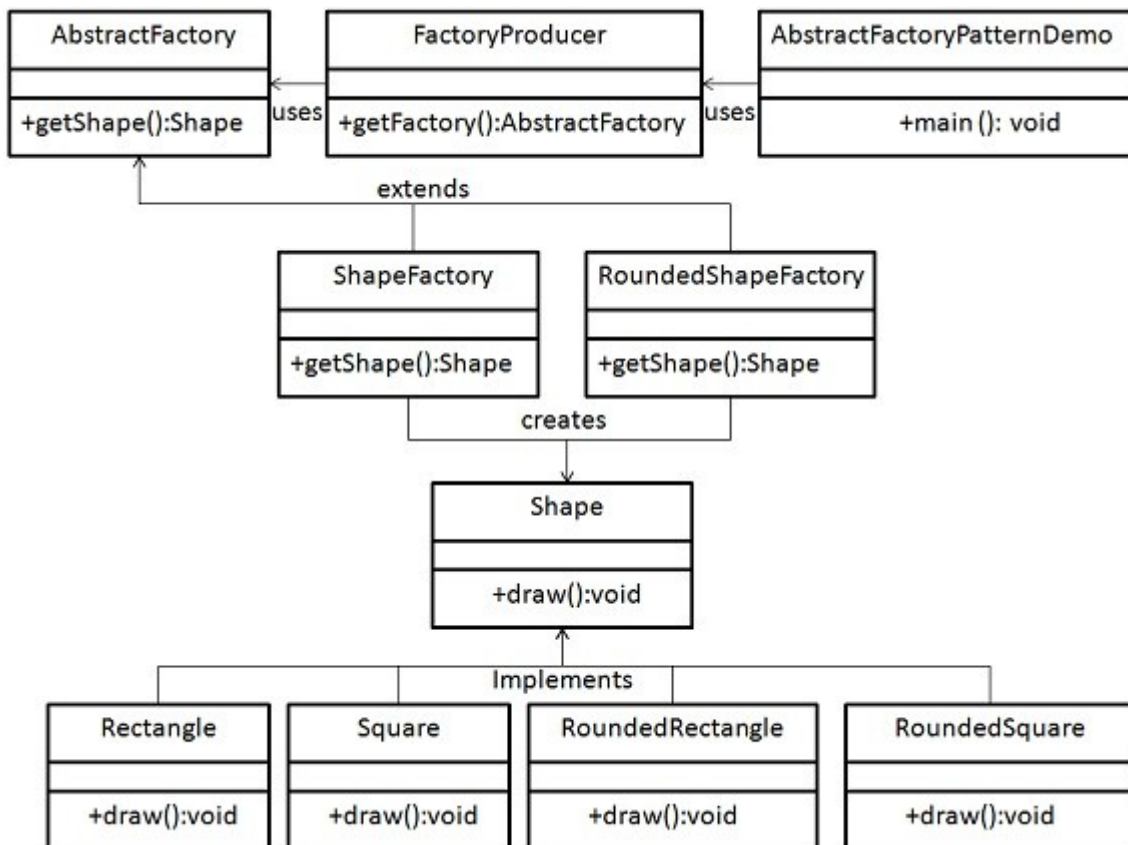 AbstractFactory
+getShape():Shape
uses
FactoryProducer
+getFactory():AbstractFactory
uses
AbstractFactoryPatternDemo
+main (): void
extends
ShapeFactory
+getShape():Shape
RoundedShapeFactory
+getShape():Shape
creates
Shape
+draw():void
Implements
Rectangle
+draw():void
Square
+draw():void
RoundedRectangle
+draw():void
RoundedSquare
+draw():void